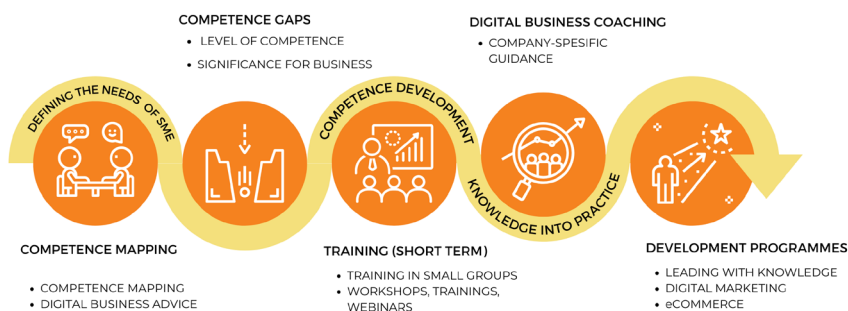 COMPETENCE GAPS
• LEVEL OF COMPETENCE
• SIGNIFICANCE FOR BUSINESS
DIGITAL BUSINESS COACHING
• COMPANY-SPESIFIC
GUIDANCE
DEFINING THE NEEDS OF SME
COMPETENCE DEVELOPMENT
KNOWLEDGE INTO PRACTICE
COMPETENCE MAPPING
• COMPETENCE MAPPING
• DIGITAL BUSINESS ADVICE
TRAINING (SHORT TERM)
• TRAINING IN SMALL GROUPS
• WORKSHOPS, TRAININGS,
WEBINARS
DEVELOPMENT PROGRAMMES
• LEADING WITH KNOWLEDGE
• DIGITAL MARKETING
• eCOMMERCE